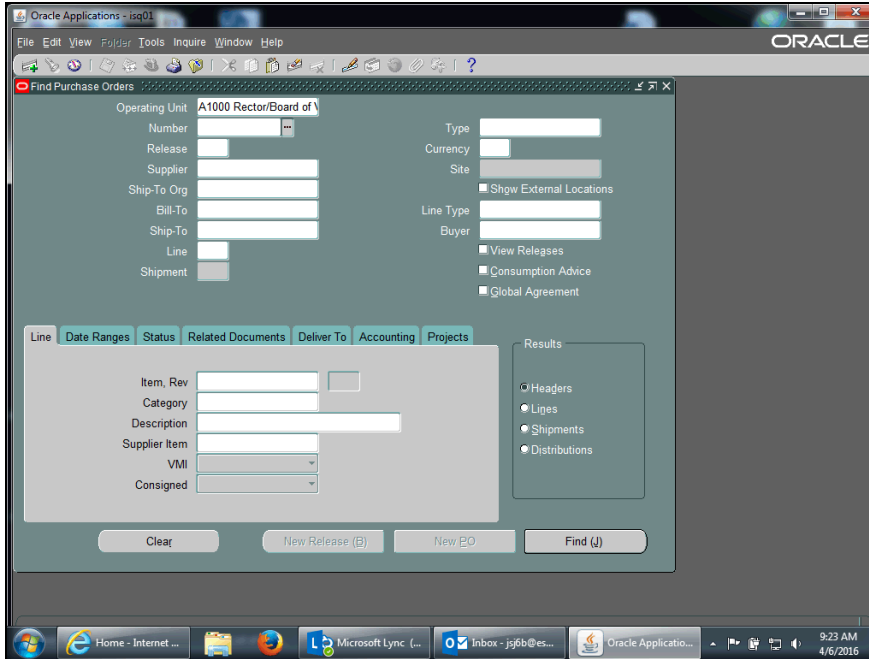 Oracle Applications - isq01
File Edit View Folder Tools Inquire Window Help
ORACLE
Find Purchase Orders
Operating Unit A1000 Rector/Board of V
Number ... Type
Release Currency
Supplier Site
Ship-To Org Show External Locations
Bill-To Line Type
Ship-To Buyer
Line View Releases
Shipment Consumption Advice
Global Agreement
Line Date Ranges Status Related Documents Deliver To Accounting Projects
Results
Item, Rev
Headers
Category
Lines
Description
Shipments
Supplier Item
Distributions
VMI
Consigned
Clear New Release (B) New PO Find (J)
Home - Internet ... Microsoft Lync (... Inbox - jsj6b@es... Oracle Applicatio... 9:23 AM
4/6/2016